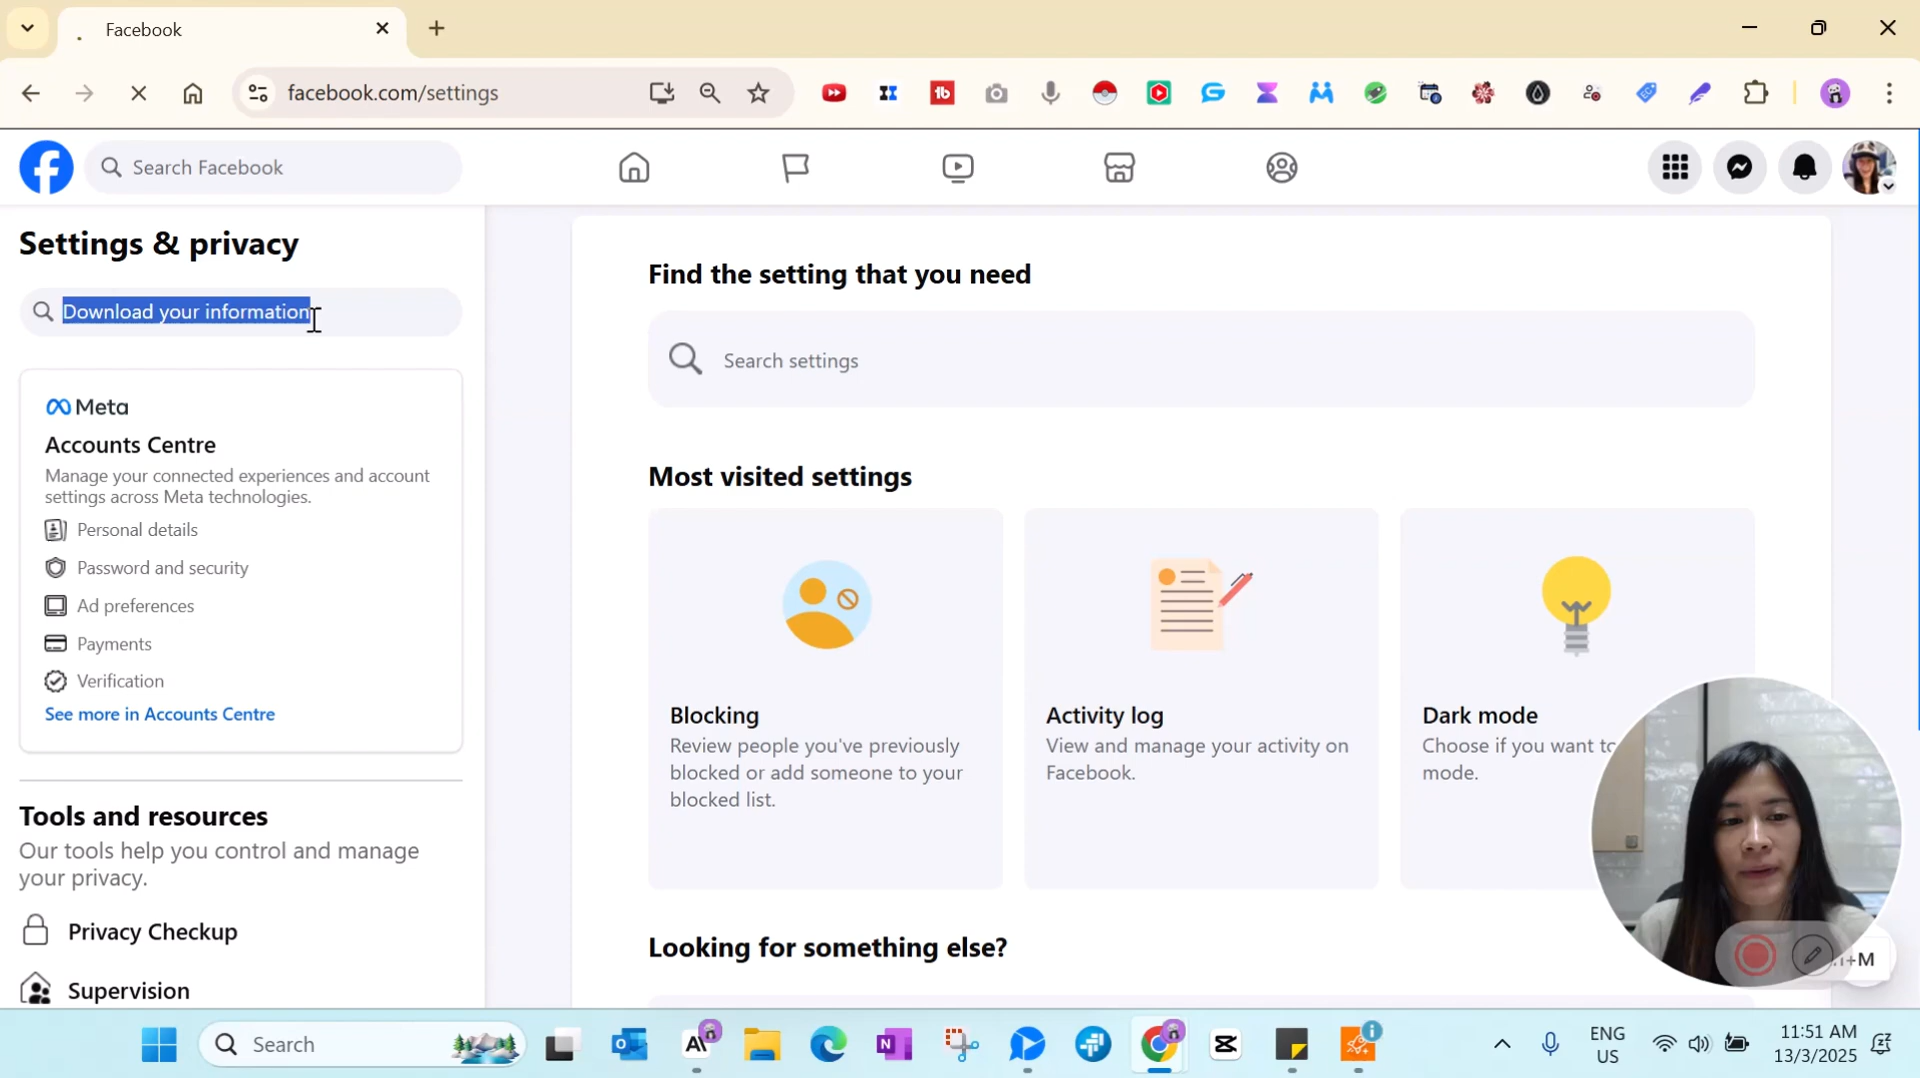 Facebook
facebook.com/settings
Search Facebook
Settings & privacy
Download your information
Meta
Accounts Centre
Manage your connected experiences and account
settings across Meta technologies.
Personal details
Password and security
Ad preferences
Payments
Verification
See more in Accounts Centre
Tools and resources
Our tools help you control and manage
your privacy.
Privacy Checkup
Supervision
Find the setting that you need
Search settings
Most visited settings
Blocking
Review people you've previously
blocked or add someone to your
blocked list.
Activity log
View and manage your activity on
Facebook.
Dark mode
Choose if you want to
mode.
Looking for something else?
+M
Search
ENG
US
11:51 AM
13/3/2025